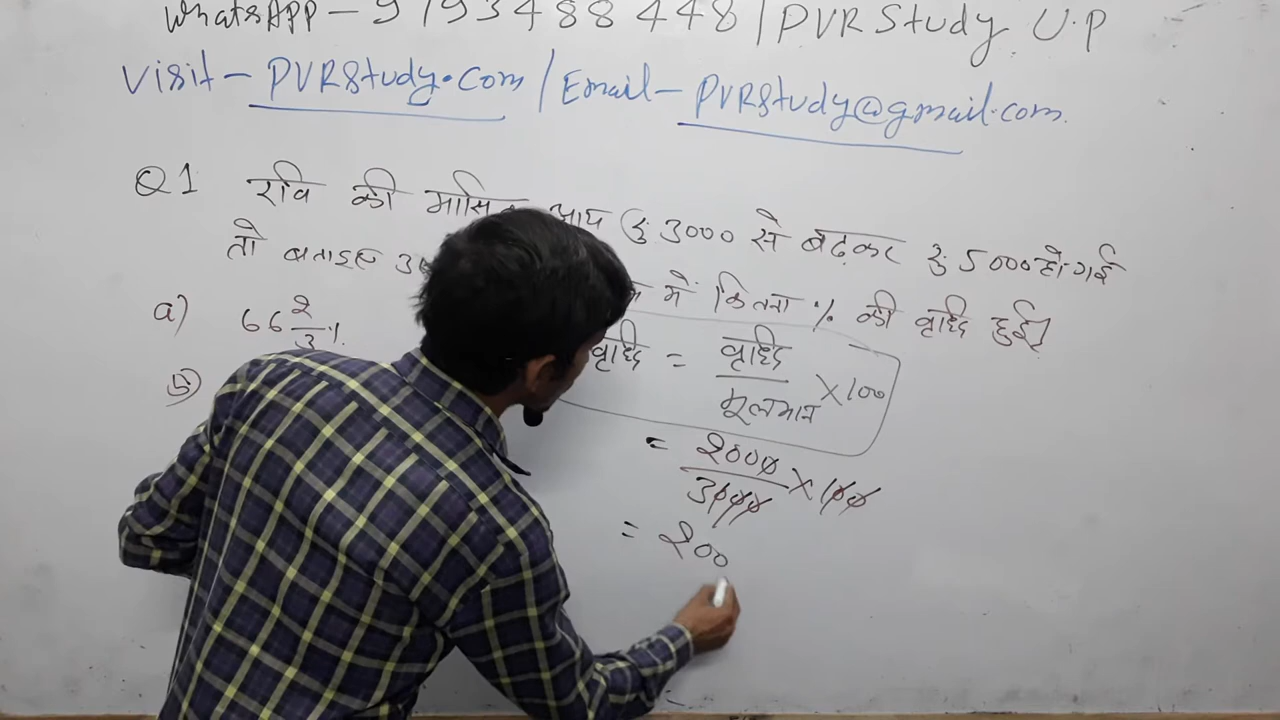 WhatsApp - 9193488448 | PVR Study U.P
Visit - PVRStudy.com / Email - PVRStudy@gmail.com
Q1 रवि की मासिक आय रु 3000 से बढ़कर रु 5000 हो गई
तो बताइए में कितना % की वृद्धि हुई?
a) 66 2/3 %
वृद्धि = वृद्धि/मूलमान × 100
b)
= 2000/3000 × 100
= 200